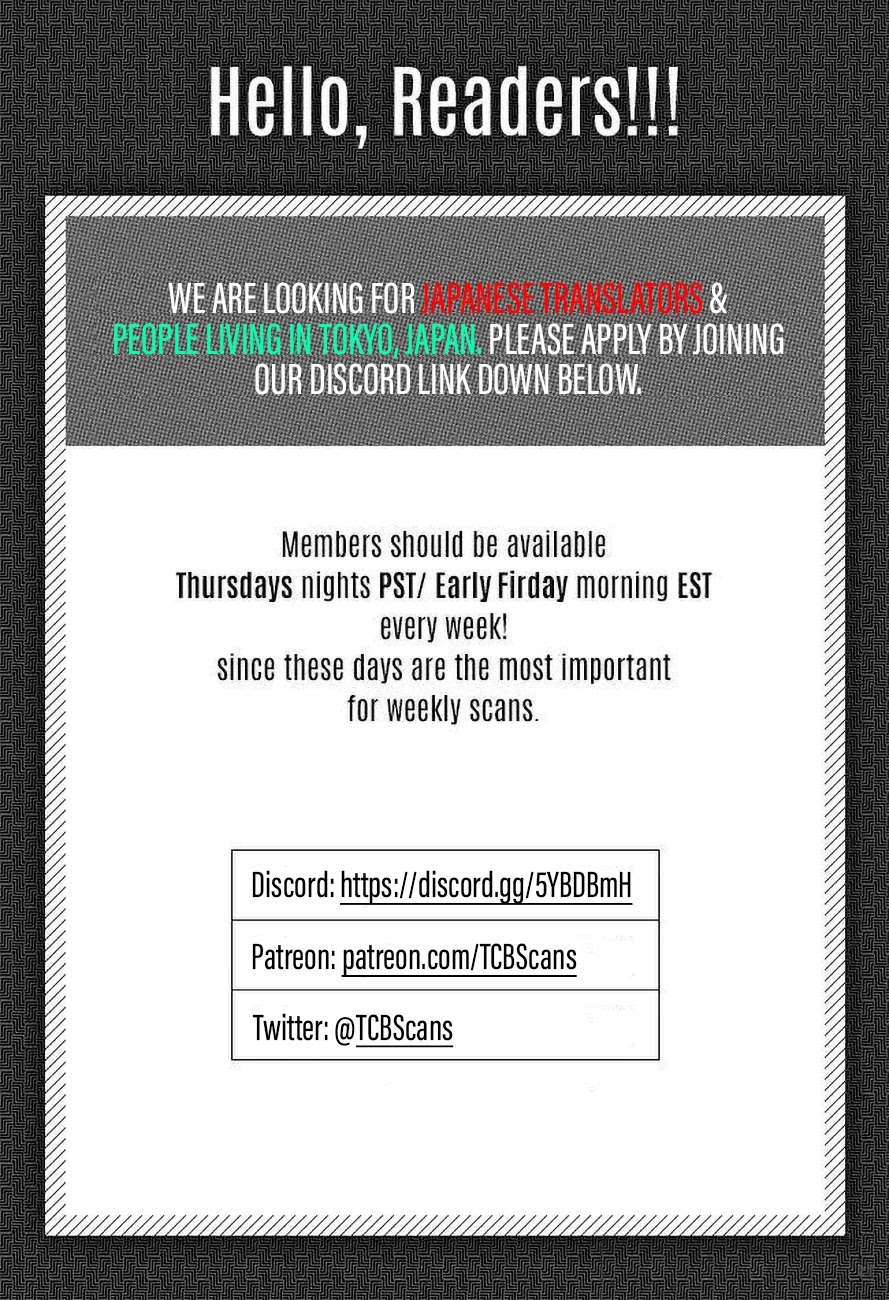 Hello, Readers!!!
WE ARE LOOKING FOR JAPANESE TRANSLATORS &
PEOPLE LIVING IN TOKYO, JAPAN. PLEASE APPLY BY JOINING
OUR DISCORD LINK DOWN BELOW.
Members should be available
Thursdays nights PST/ Early Firday morning EST
every week!
since these days are the most important
for weekly scans.
Discord: https://discord.gg/5YBDBmH
Patreon: patreon.com/TCBScans
Twitter: @TCBScans